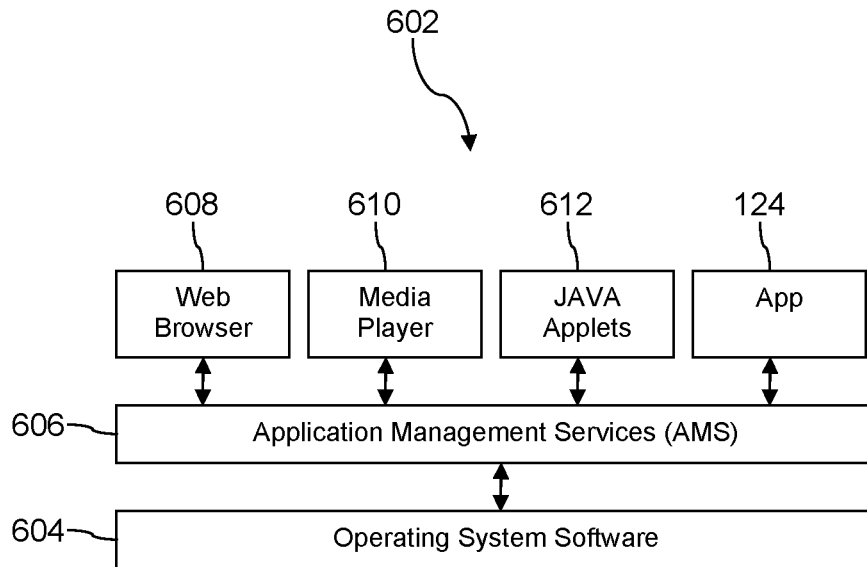 602
608
610
612
124
Web
Browser
Media
Player
JAVA
Applets
App
606
Application Management Services (AMS)
604
Operating System Software